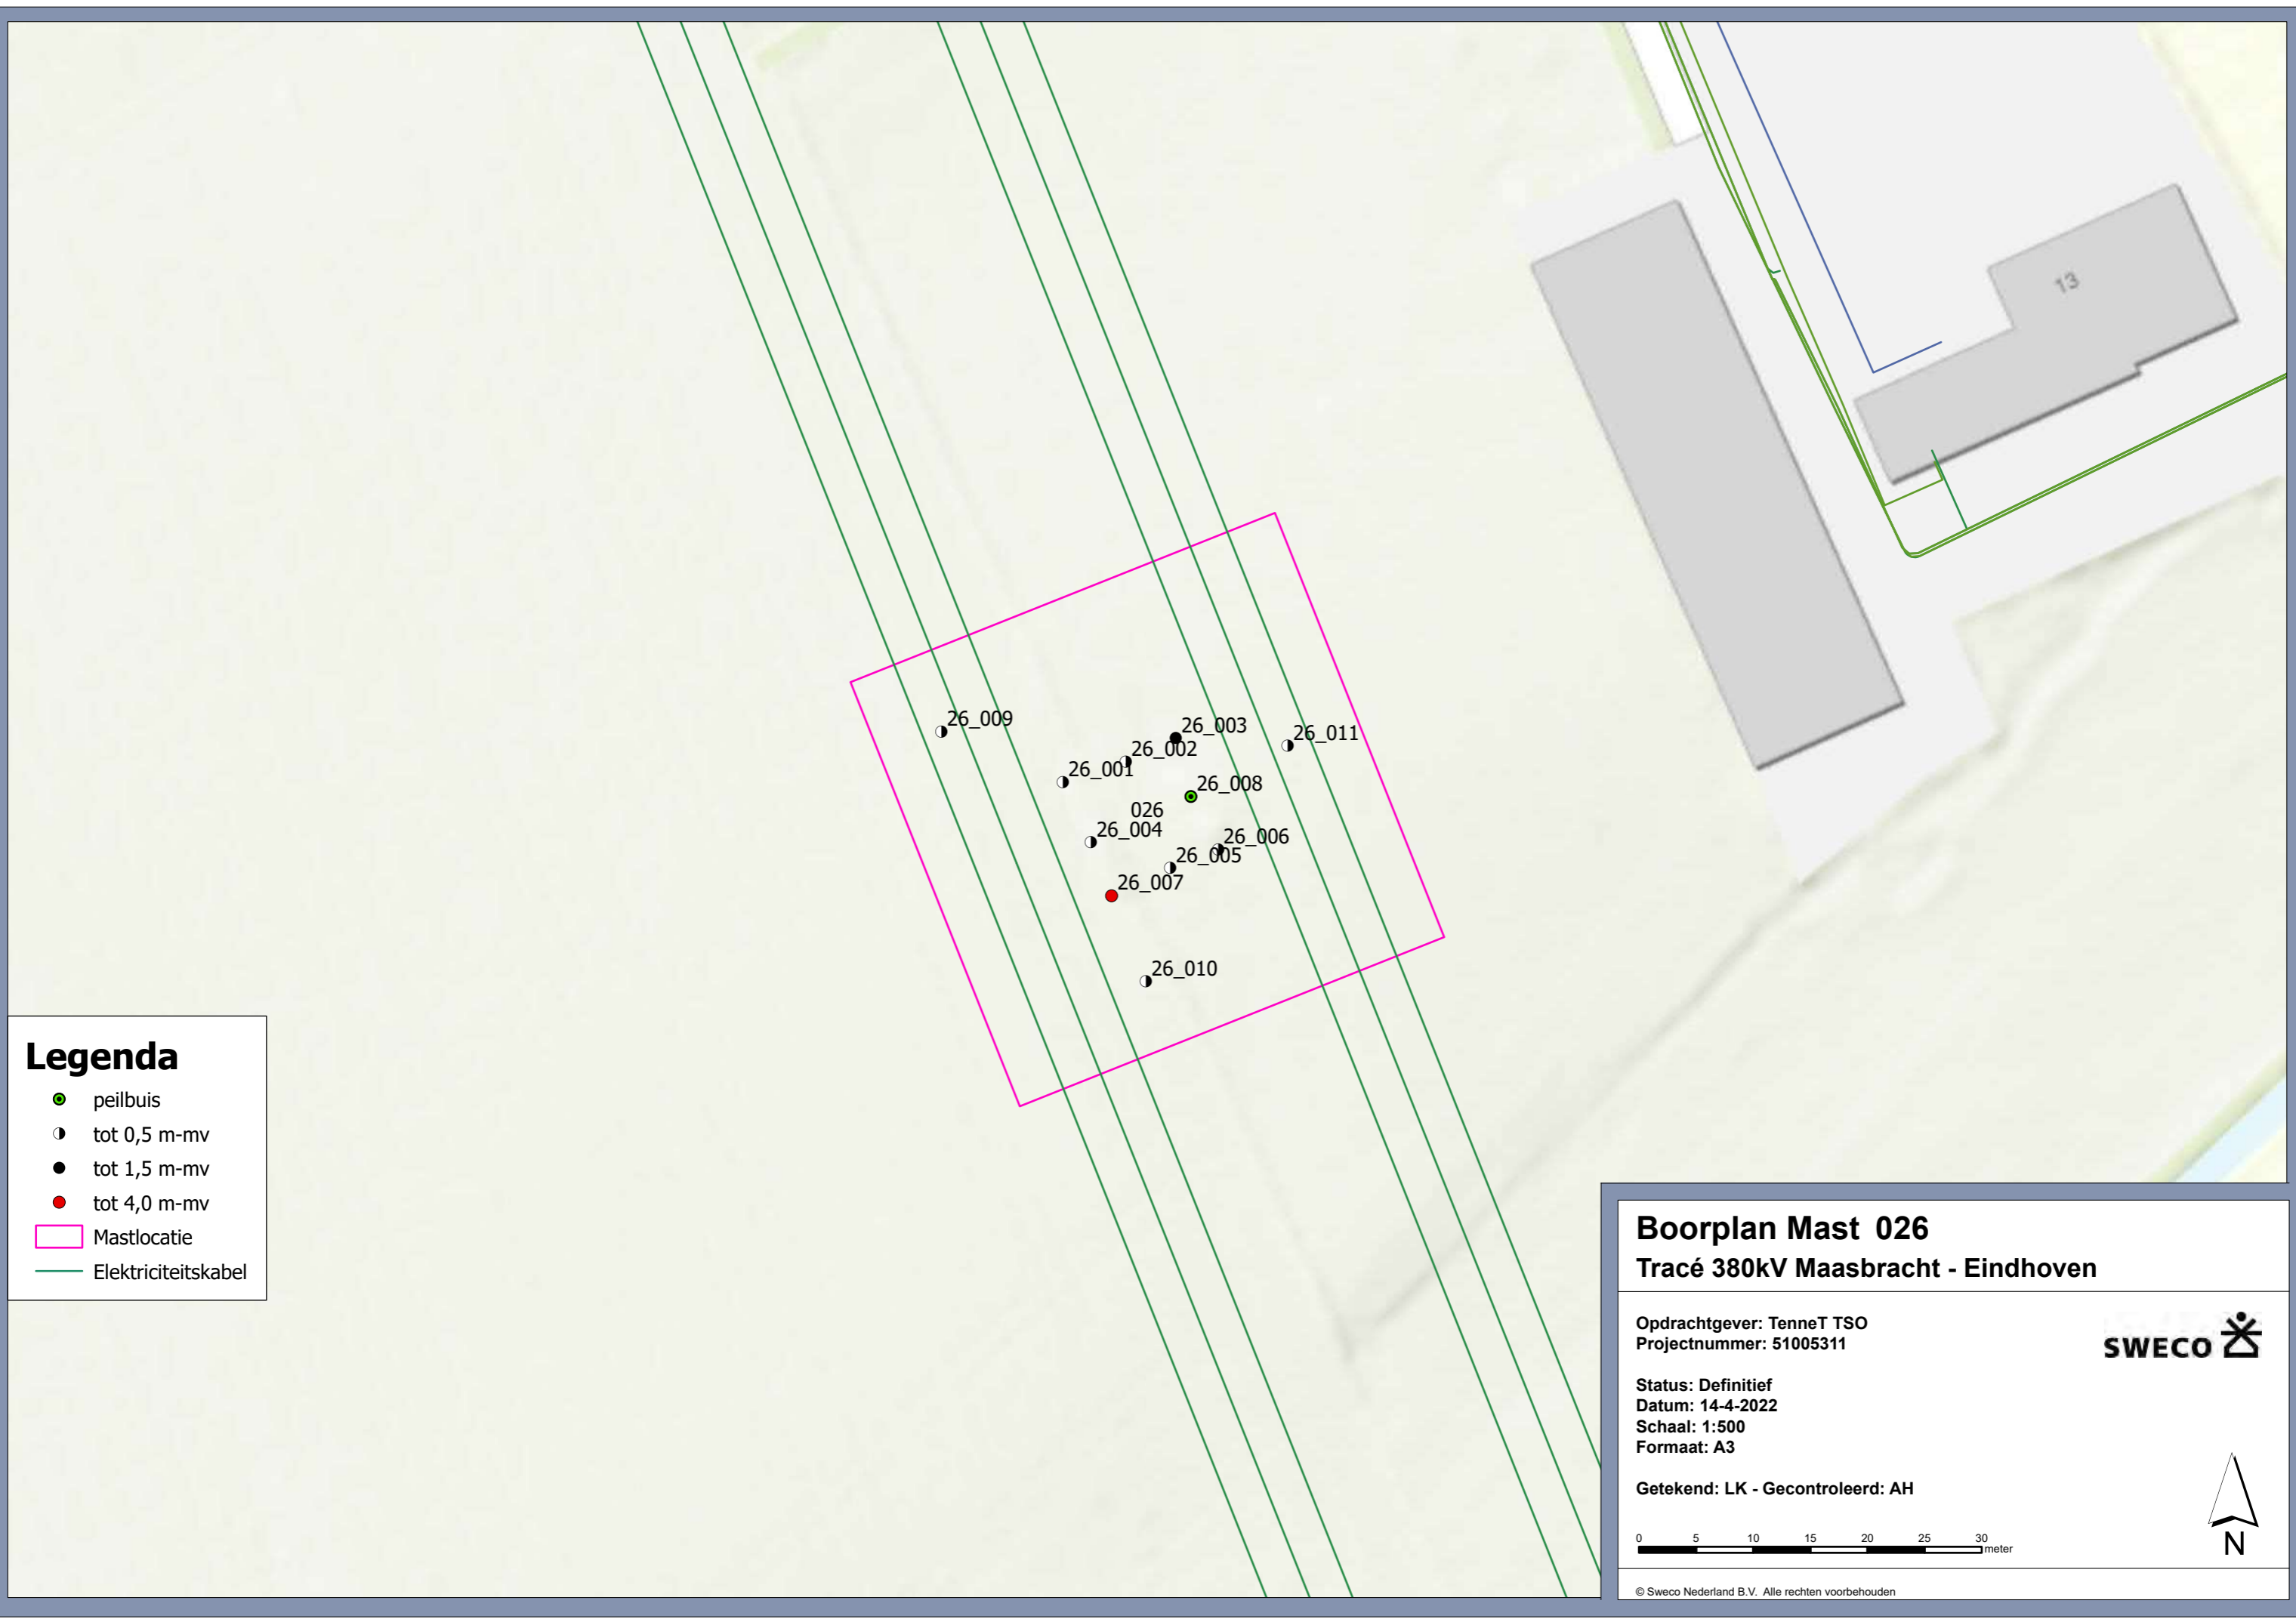 13
26_009
26_003
26_011
26_002
26_001
26_008
026
26_004
26_006
26_005
26_007
26_010
Legenda
peilbuis
tot 0,5 m-mv
tot 1,5 m-mv
tot 4,0 m-mv
Mastlocatie
Elektriciteitskabel
Boorplan Mast 026
Tracé 380kV Maasbracht - Eindhoven
Opdrachtgever: TenneT TSO
Projectnummer: 51005311
SWECO
Status: Definitief
Datum: 14-4-2022
Schaal: 1:500
Formaat: A3
Getekend: LK - Gecontroleerd: AH
0 5 10 15 20 25 30
meter
N
© Sweco Nederland B.V. Alle rechten voorbehouden